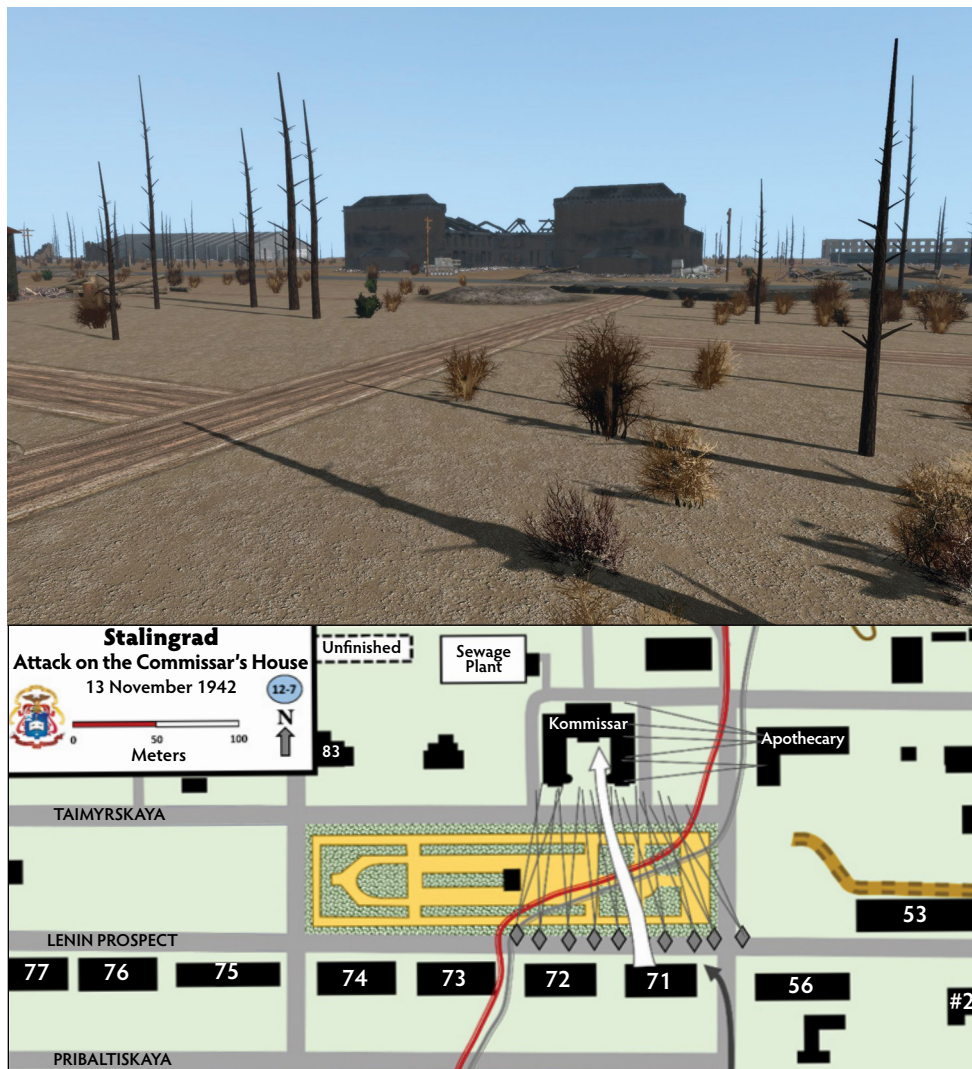 Stalingrad
Attack on the Commissar's House
13 November 1942
12-7
N
0 50 100
Meters
Unfinished
Sewage
Plant
Kommissar
Apothecary
83
TAIMYRSKAYA
53
LENIN PROSPECT
77 76 75 74 73 72 71 56
#2
PRIBALTISKAYA